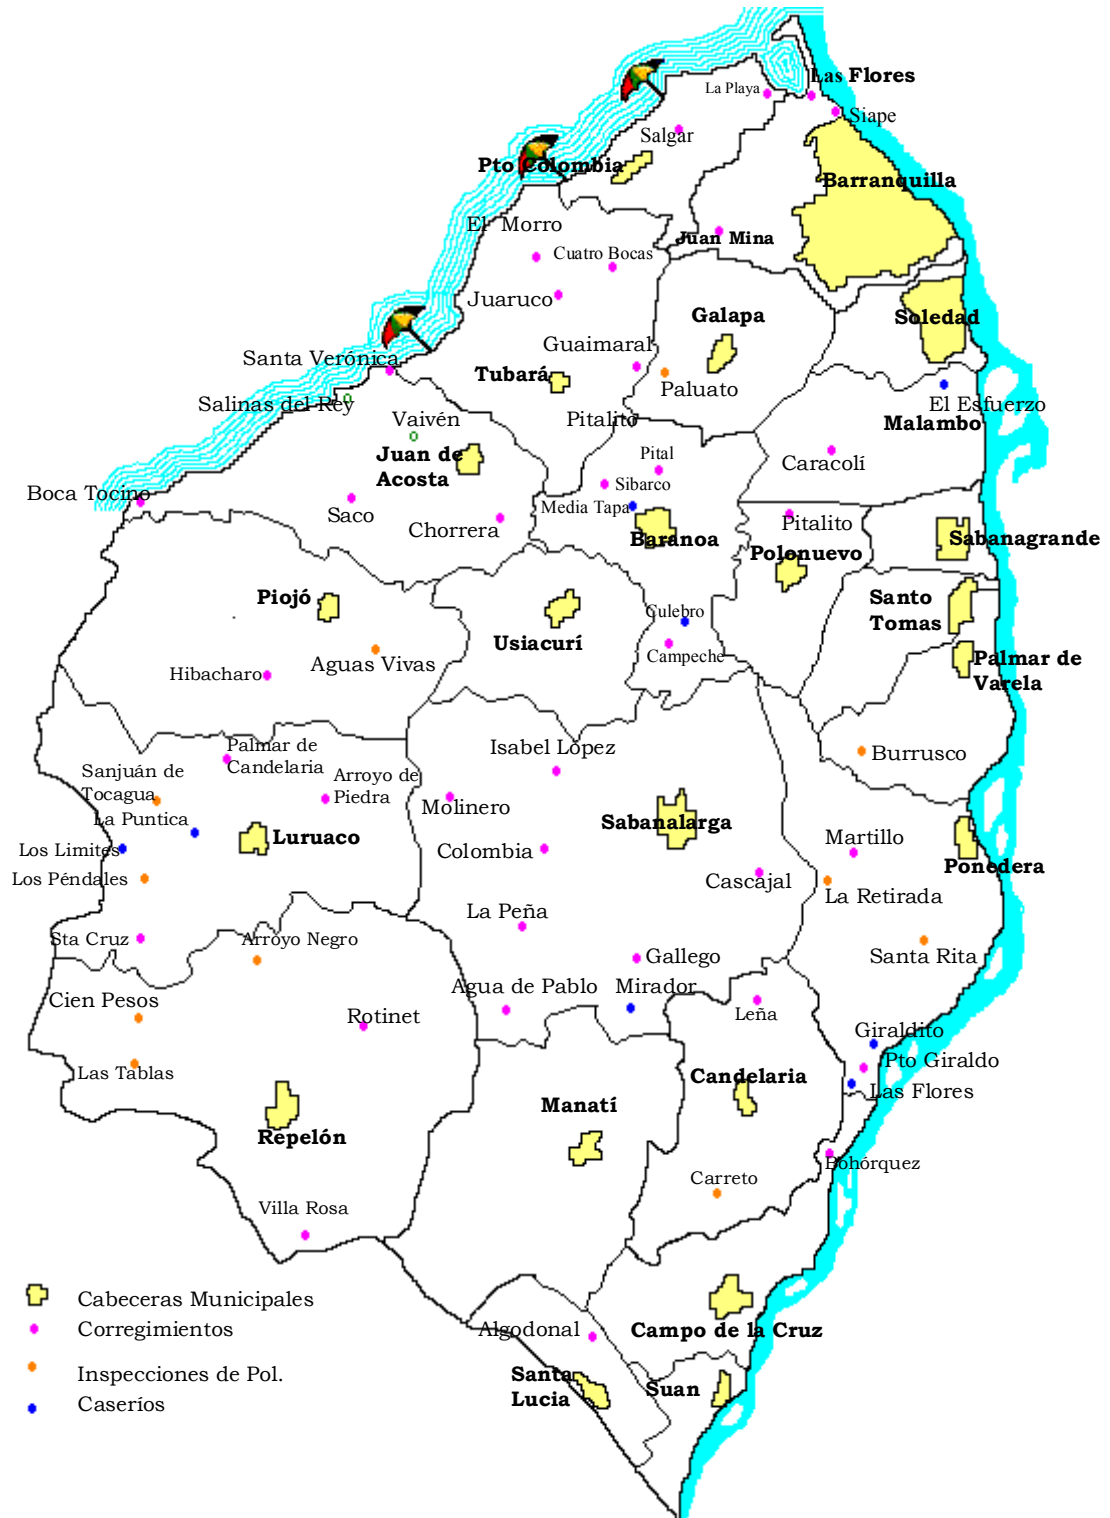 Las Flores
La Playa
Siape
Salgar
Pto Colombia
Barranquilla
El Morro
Juan Mina
Cuatro Bocas
Juaruco
Galapa
Soledad
Guaimaral
Santa Verónica
Tubará
Paluato
Salinas del Rey
El Esfuerzo
Vaivén
Pitalito
Malambo
Juan de
Acosta
Pital
Caracolí
Sibarco
Boca Tocino
Media Tapa
Saco
Chorrera
Pitalito
Baranoa
Sabanagrande
Polonuevo
Piojó
Santo
Tomas
Culebro
Usiacurí
Campeche
Aguas Vivas
Hibacharo
Palmar de
Varela
Isabel López
Burrusco
Palmar de
Candelaria
Sanjuán de
Tocagua
Arroyo de
Piedra
Molinero
La Puntica
Sabanalarga
Luruaco
Martillo
Los Limites
Colombia
Ponedera
Los Péndales
Cascajal
La Retirada
La Peña
Sta Cruz
Arroyo Negro
Gallego
Santa Rita
Cien Pesos
Agua de Pablo
Mirador
Rotinet
Leña
Giraldito
Las Tablas
Pto Giraldo
Candelaria
Las Flores
Manatí
Repelón
Bohórquez
Carreto
Villa Rosa
Cabeceras Municipales
Corregimientos
Algodonal
Campo de la Cruz
Inspecciones de Pol.
Santa
Lucia
Suan
Caseríos